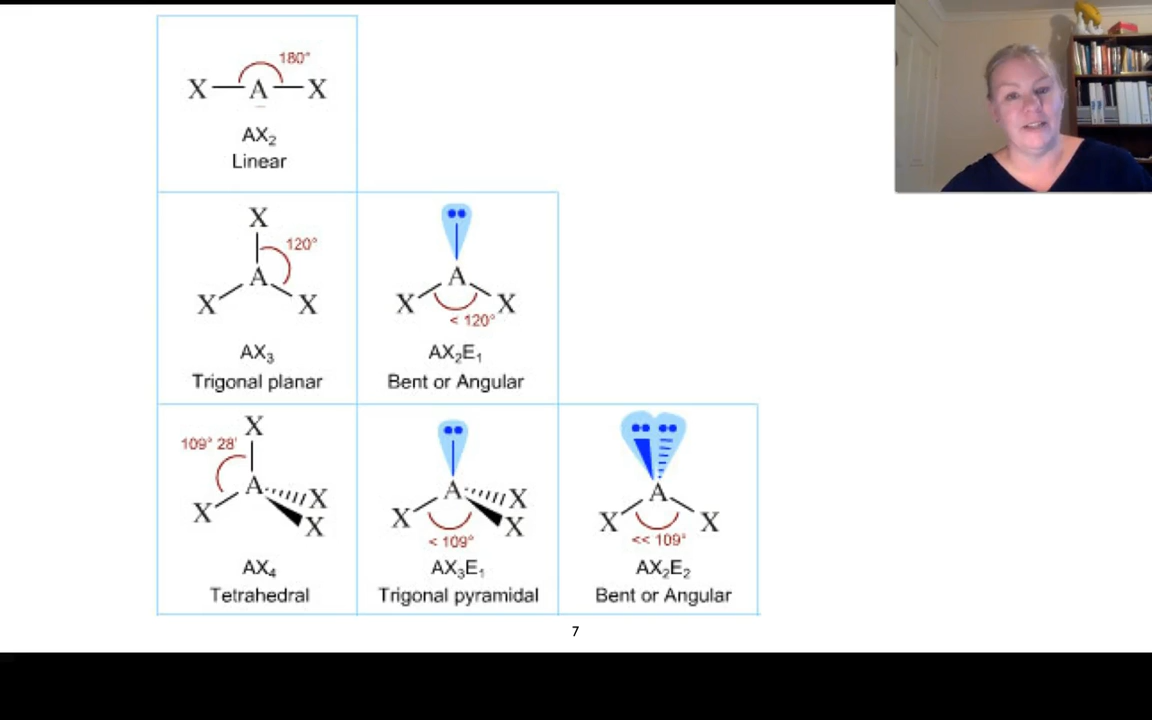 180°
X A X
AX₂
Linear
X
120°
A
X X
AX₃
Trigonal planar
A
X X
< 120°
AX₂E₁
Bent or Angular
X
109° 28'
A
X
X
X
AX₄
Tetrahedral
A
X
X
X
< 109°
AX₃E₁
Trigonal pyramidal
A
X X
<< 109°
AX₂E₂
Bent or Angular
7